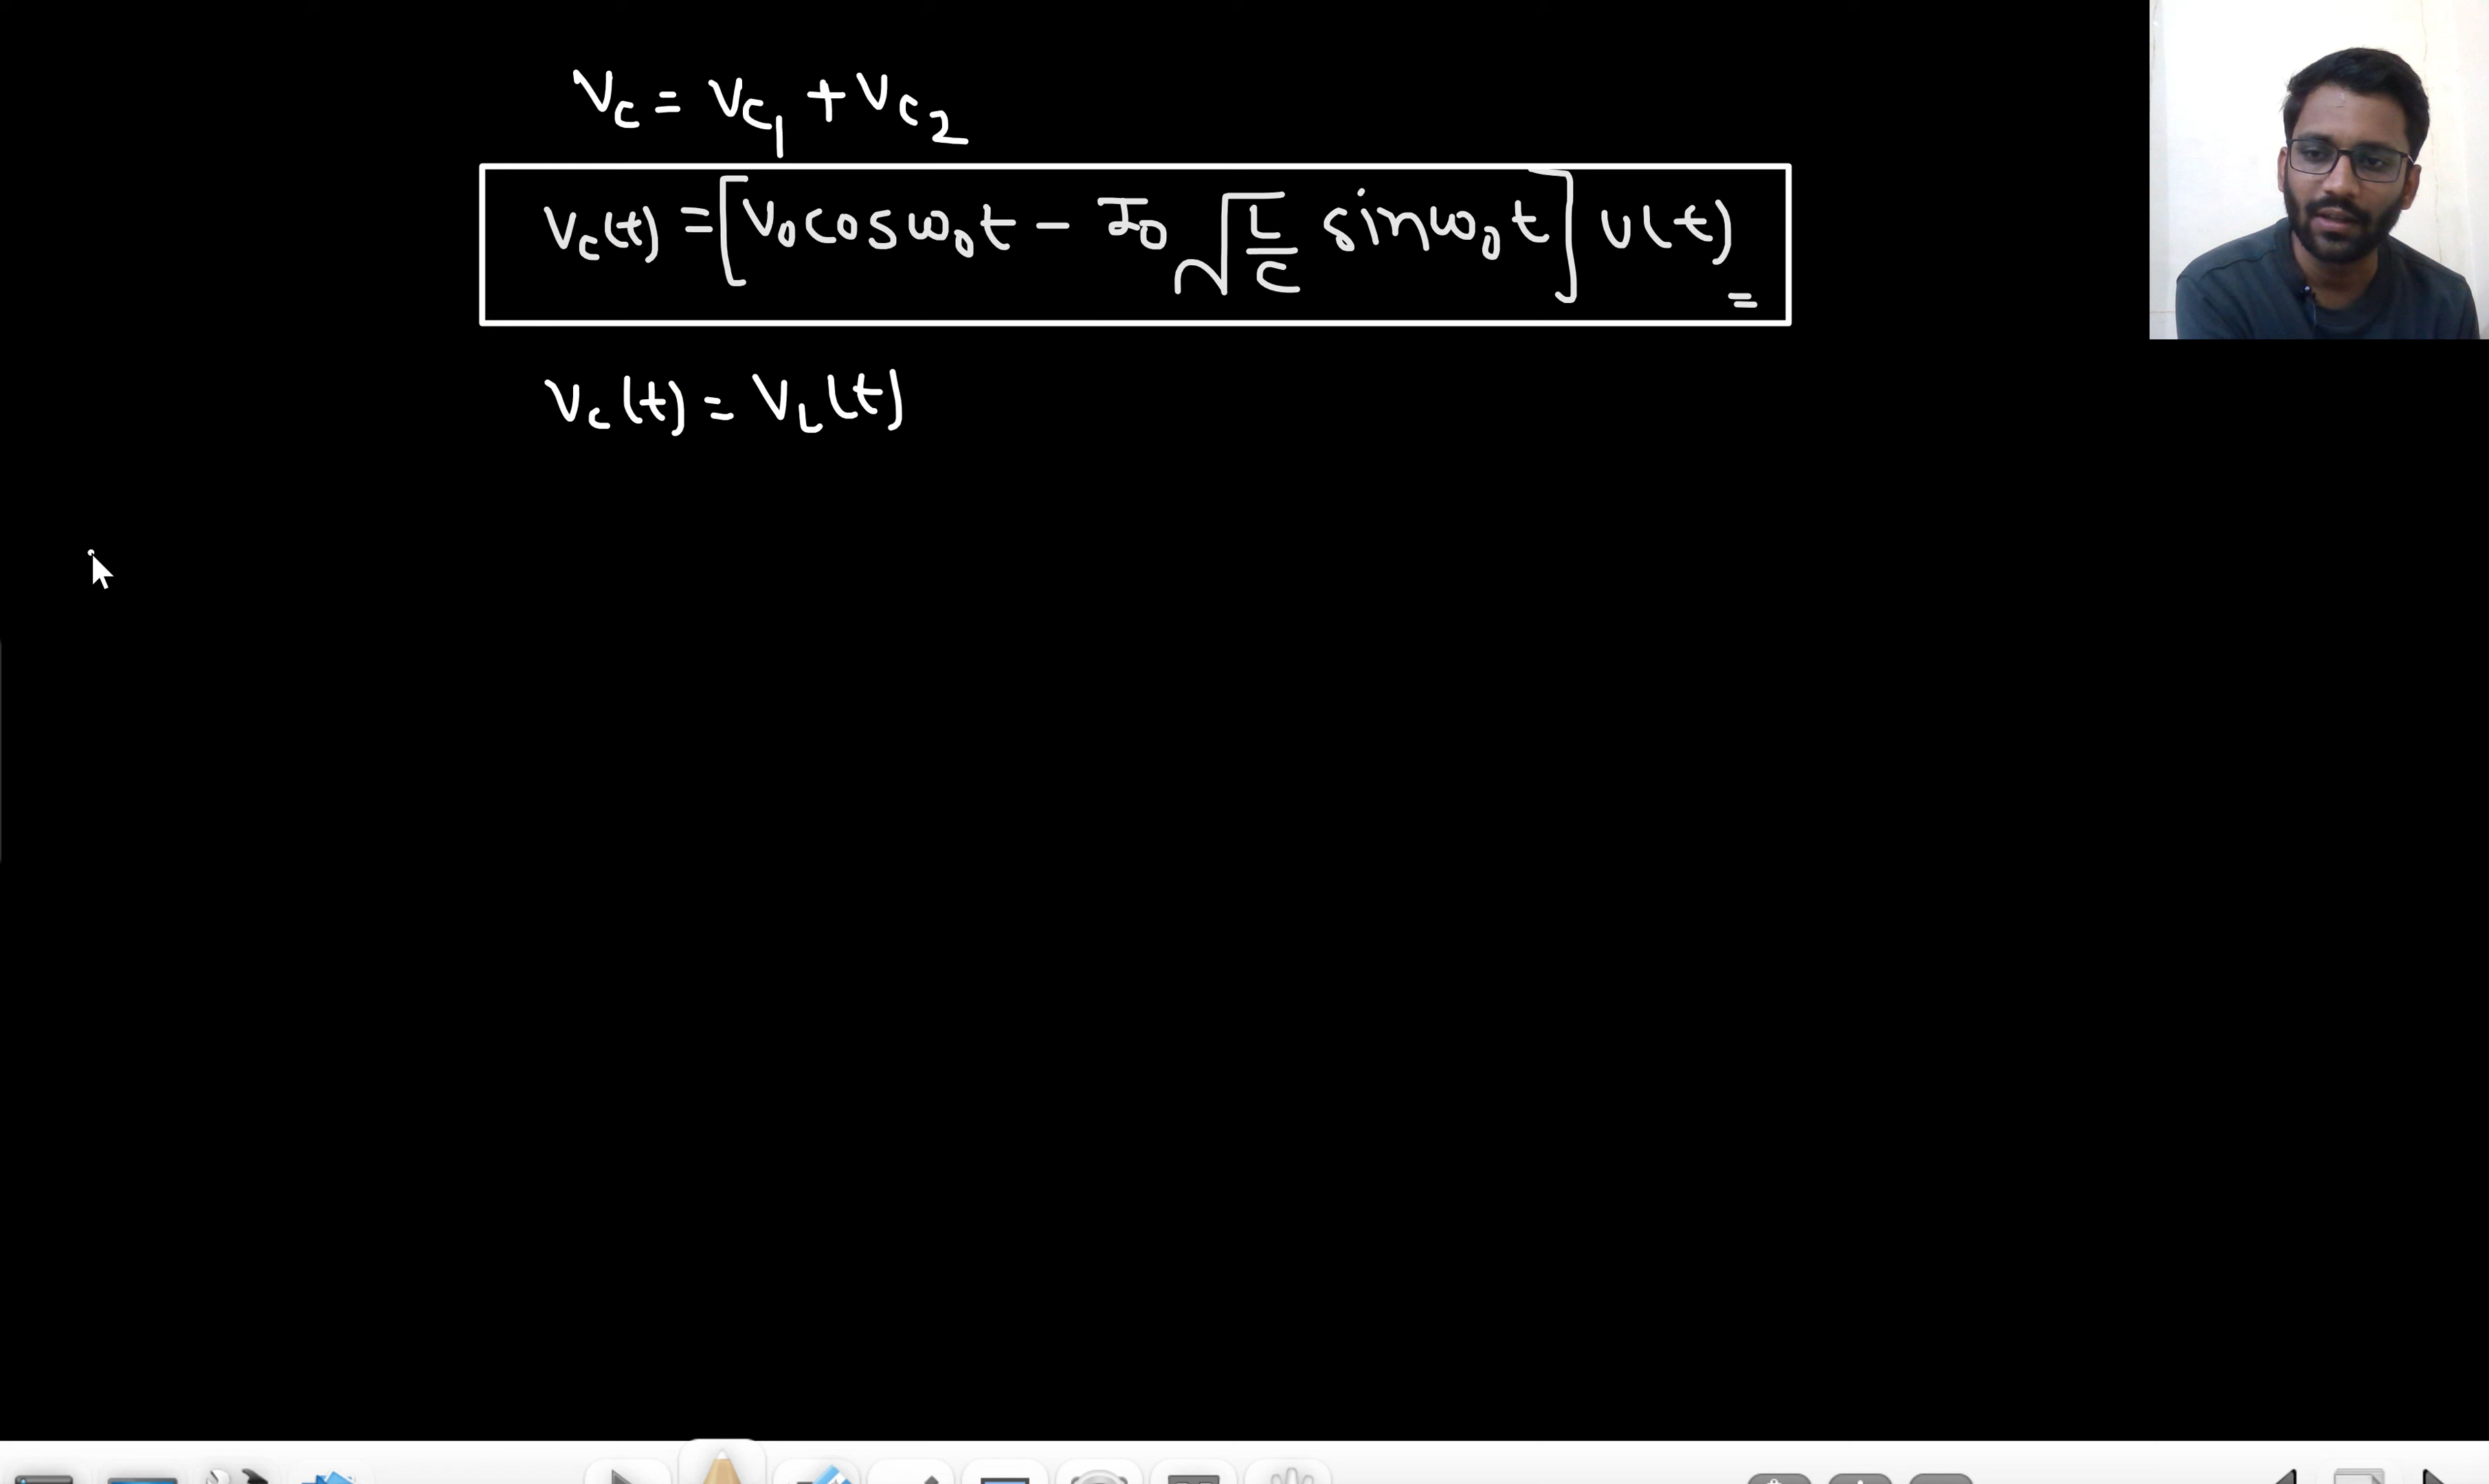 Vc = Vc1 + Vc2
Vc(t) = [V0 cos ω0t - I0 √(L/C) sin ω0t] u(t)
Vc(t) = VL(t)